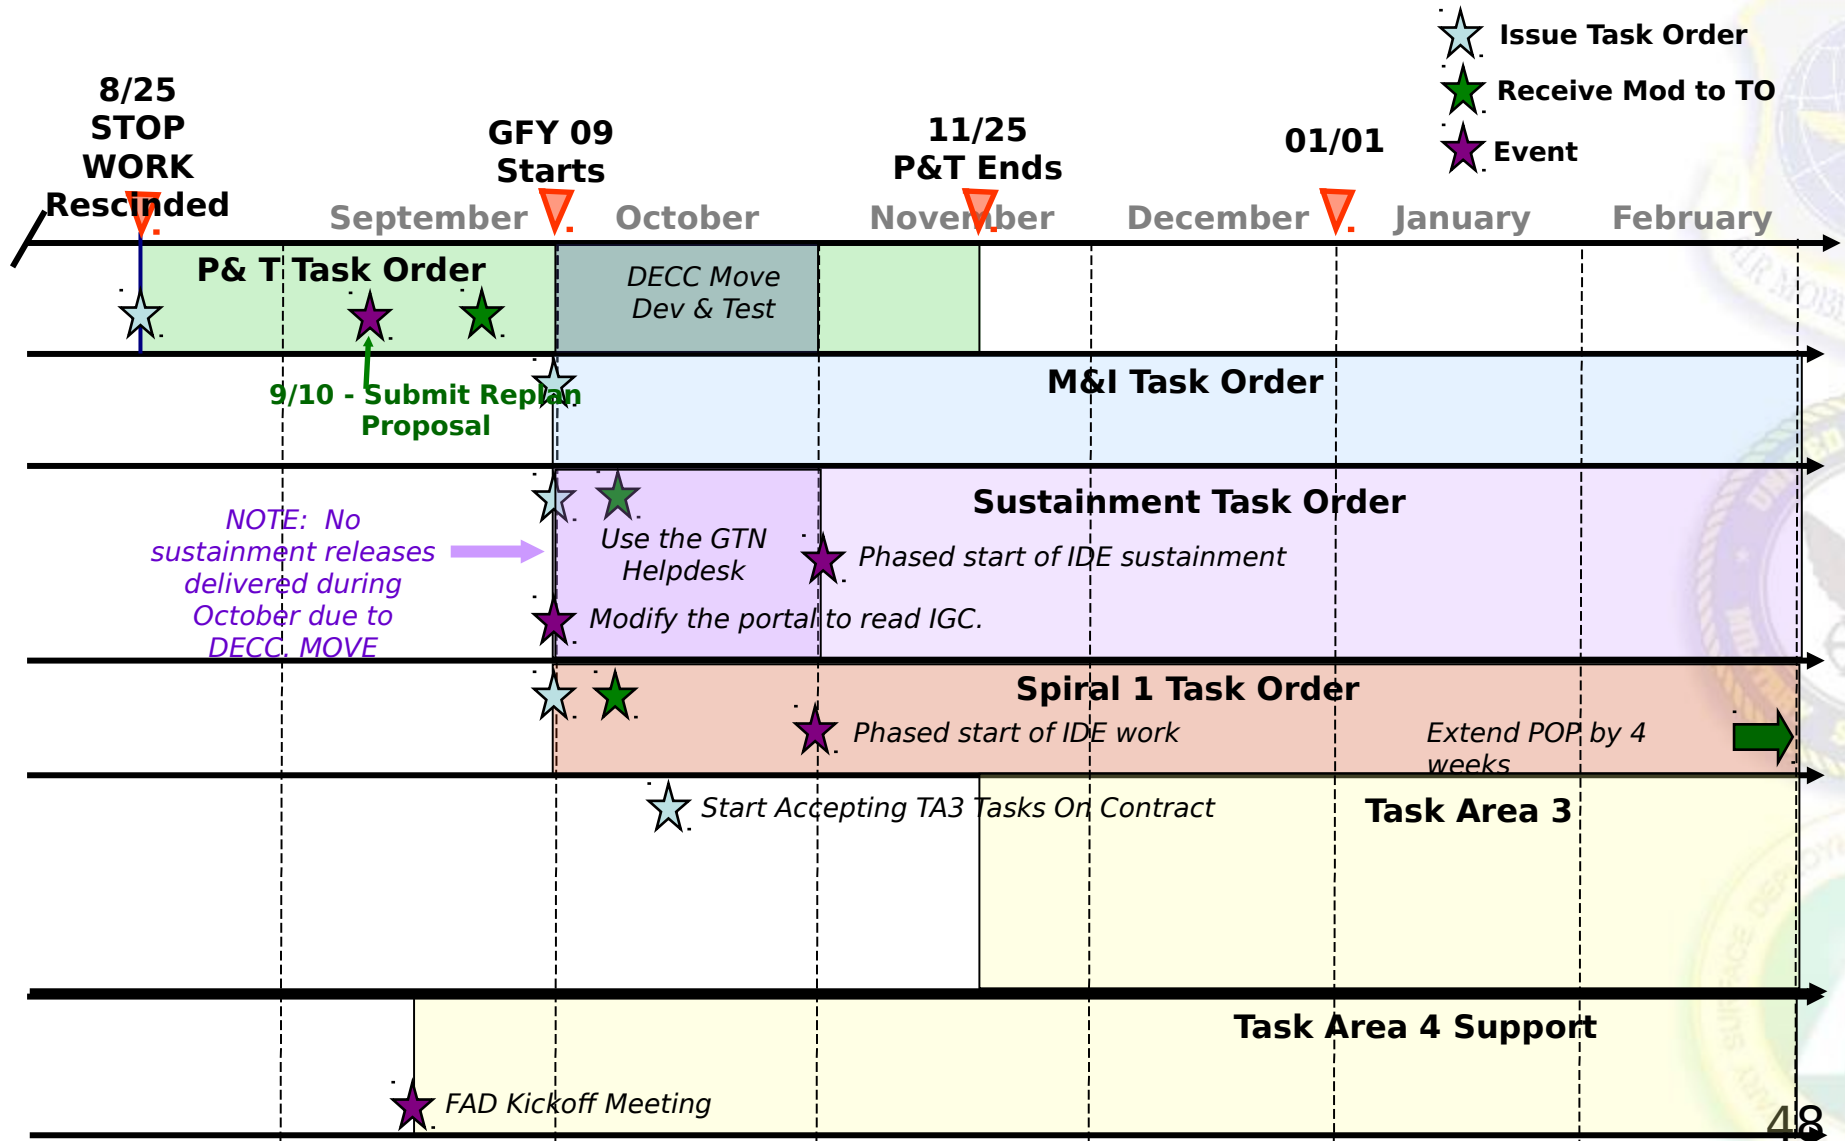 Issue Task Order
Receive Mod to TO
Event
8/25
STOP
WORK
Rescinded
GFY 09
Starts
11/25
P&T Ends
01/01
September
October
November
December
January
February
P& T Task Order
DECC Move
Dev & Test
9/10 - Submit Replan
Proposal
M&I Task Order
NOTE:  No
sustainment releases
delivered during
October due to
DECC. MOVE
Use the GTN
Helpdesk
Sustainment Task Order
Phased start of IDE sustainment
Modify the portal to read IGC.
Spiral 1 Task Order
Phased start of IDE work
Extend POP by 4
weeks
Start Accepting TA3 Tasks On Contract
Task Area 3
Task Area 4 Support
FAD Kickoff Meeting
48